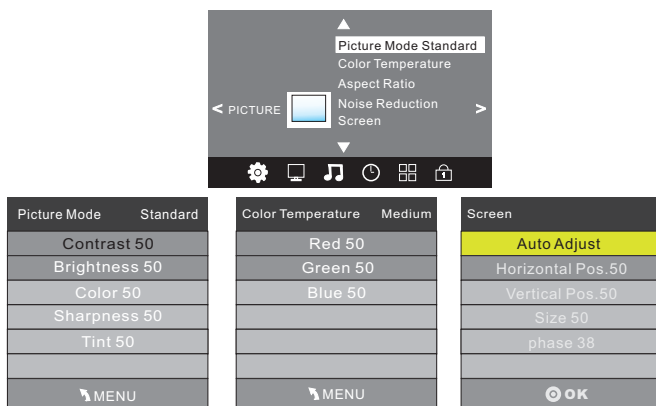 Picture Mode Standard
Color Temperature
Aspect Ratio
< PICTURE
Noise Reduction
>
Screen
Picture Mode Standard
Contrast 50
Brightness 50
Color 50
Sharpness 50
Tint 50
MENU
Color Temperature Medium
Red 50
Green 50
Blue 50
MENU
Screen
Auto Adjust
Horizontal Pos.50
Vertical Pos.50
Size 50
phase 38
OK